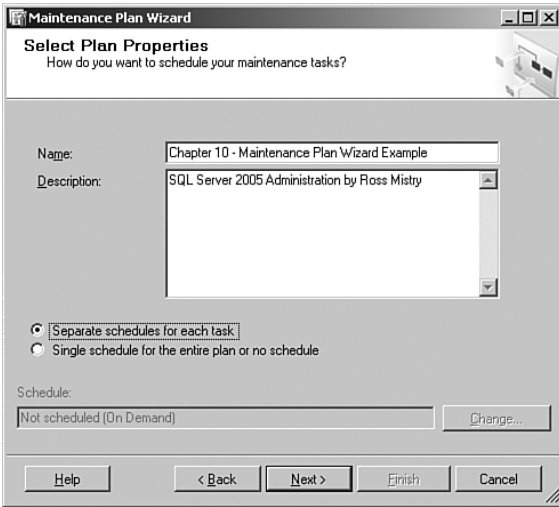 Maintenance Plan Wizard
Select Plan Properties
How do you want to schedule your maintenance tasks?
Name:
Chapter 10 - Maintenance Plan Wizard Example
Description:
SQL Server 2005 Administration by Ross Mistry
Separate schedules for each task
Single schedule for the entire plan or no schedule
Schedule:
Not scheduled (On Demand)
Change...
Help
< Back
Next >
Finish
Cancel